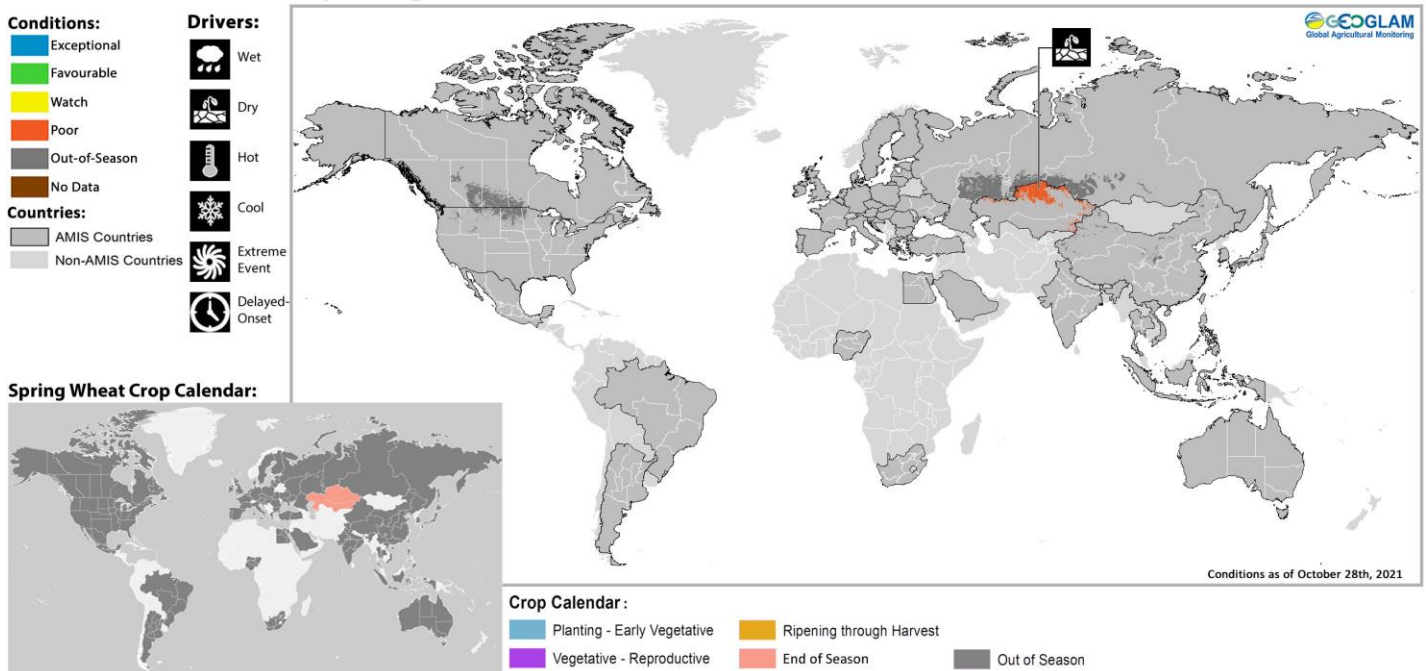 Conditions:
Exceptional
Favourable
Watch
Poor
Out-of-Season
No Data
Countries:
AMIS Countries
Non-AMIS Countries
Drivers:
Wet
Dry
Hot
Cool
Extreme
Event
Delayed-
Onset
GEOGLAM
Global Agricultural Monitoring
Conditions as of October 28th, 2021
Spring Wheat Crop Calendar:
Crop Calendar :
Planting - Early Vegetative
Vegetative - Reproductive
Ripening through Harvest
End of Season
Out of Season